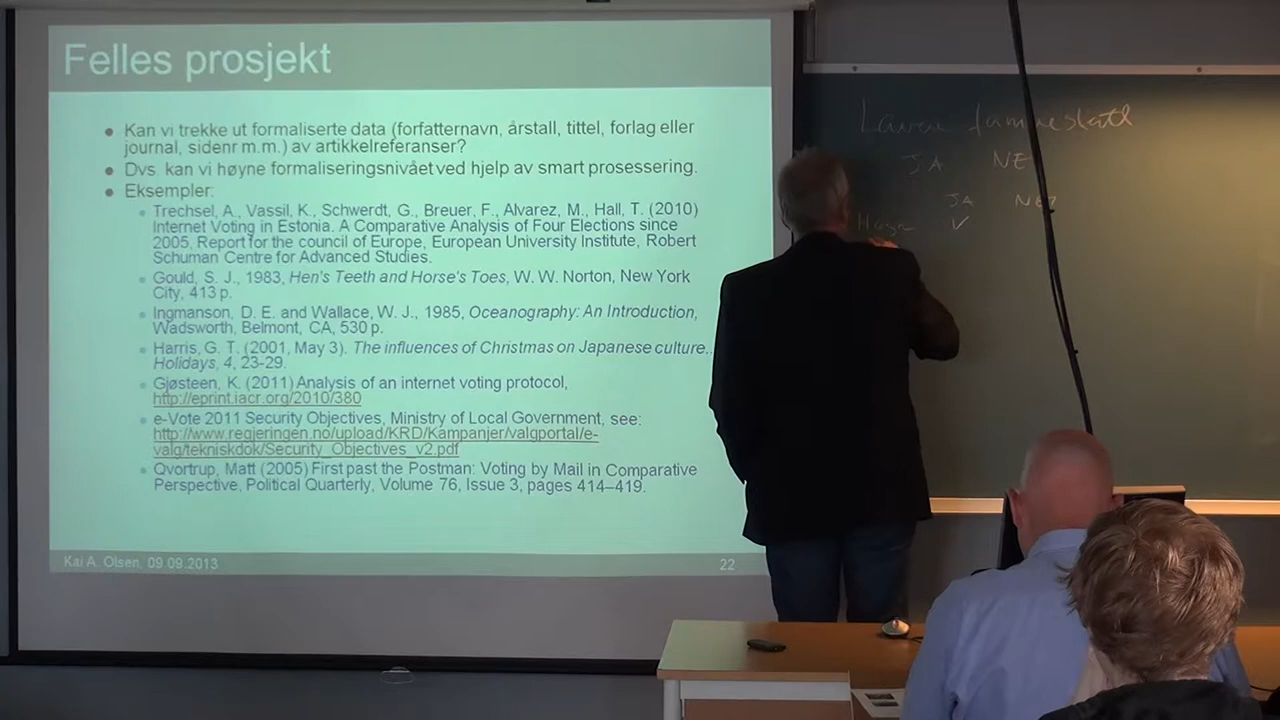 Felles prosjekt
Kan vi trekke ut formaliserte data (forfatternavn, årstall, tittel, forlag eller
journal, sidenr m.m.) av artikkelreferanser?
Dvs. kan vi høyne formaliseringsnivået ved hjelp av smart prosessering.
Eksempler:
Trechsel, A., Vassil, K., Schwerdt, G., Breuer, F., Alvarez, M., Hall, T. (2010)
Internet Voting in Estonia. A Comparative Analysis of Four Elections since
2005, Report for the council of Europe, European University Institute, Robert
Schuman Centre for Advanced Studies.
Gould, S. J., 1983, Hen's Teeth and Horse's Toes, W. W. Norton, New York
City, 413 p.
Ingmanson, D. E. and Wallace, W. J., 1985, Oceanography: An Introduction,
Wadsworth, Belmont, CA, 530 p.
Harris, G. T. (2001, May 3). The influences of Christmas on Japanese culture.
Holidays, 4, 23-29.
Gjøsteen, K. (2011) Analysis of an internet voting protocol,
http://eprint.iacr.org/2010/380
e-Vote 2011 Security Objectives, Ministry of Local Government, see:
http://www.regjeringen.no/upload/KRD/Kampanjer/valgportal/e-
valg/tekniskdok/Security_Objectives_v2.pdf
Qvortrup, Matt (2005) First past the Postman: Voting by Mail in Comparative
Perspective, Political Quarterly, Volume 76, Issue 3, pages 414–419.
Kai A. Olsen, 09.09.2013
22
JA
JA